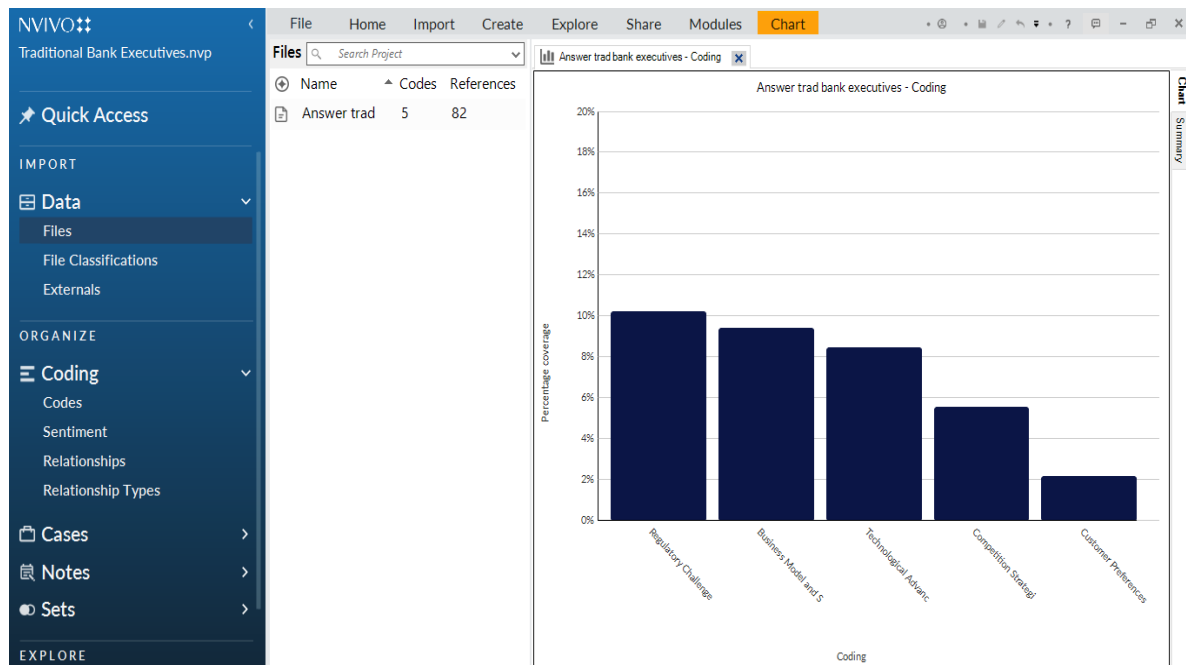 NVIVO
Traditional Bank Executives.nvp
Quick Access
IMPORT
Data
Files
File Classifications
Externals
ORGANIZE
Coding
Codes
Sentiment
Relationships
Relationship Types
Cases
Notes
Sets
EXPLORE
File Home Import Create Explore Share Modules Chart
Files Search Project
Name Codes References
Answer trad 5 82
Answer trad bank executives - Coding
Answer trad bank executives - Coding
20%
18%
16%
14%
12%
10%
8%
6%
4%
2%
0%
Percentage coverage
Regulatory Challenge
Business Model and S
Technological Advanc
Competition Strategi
Customer Preferences
Coding
Chart
Summary